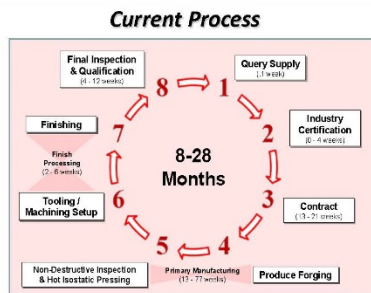 Current Process
Final Inspection
& Qualification
(4 - 12 weeks)
8
1
Query Supply
(.1 week)
2
Industry
Certification
(0 - 4 weeks)
3
Contract
(13 - 21 weeks)
4
Produce Forging
Primary Manufacturing
(13 - 77 weeks)
5
Non-Destructive Inspection
& Hot Isostatic Pressing
6
Tooling /
Machining Setup
Finish
Processing
(2 - 6 weeks)
7
Finishing
8-28
Months